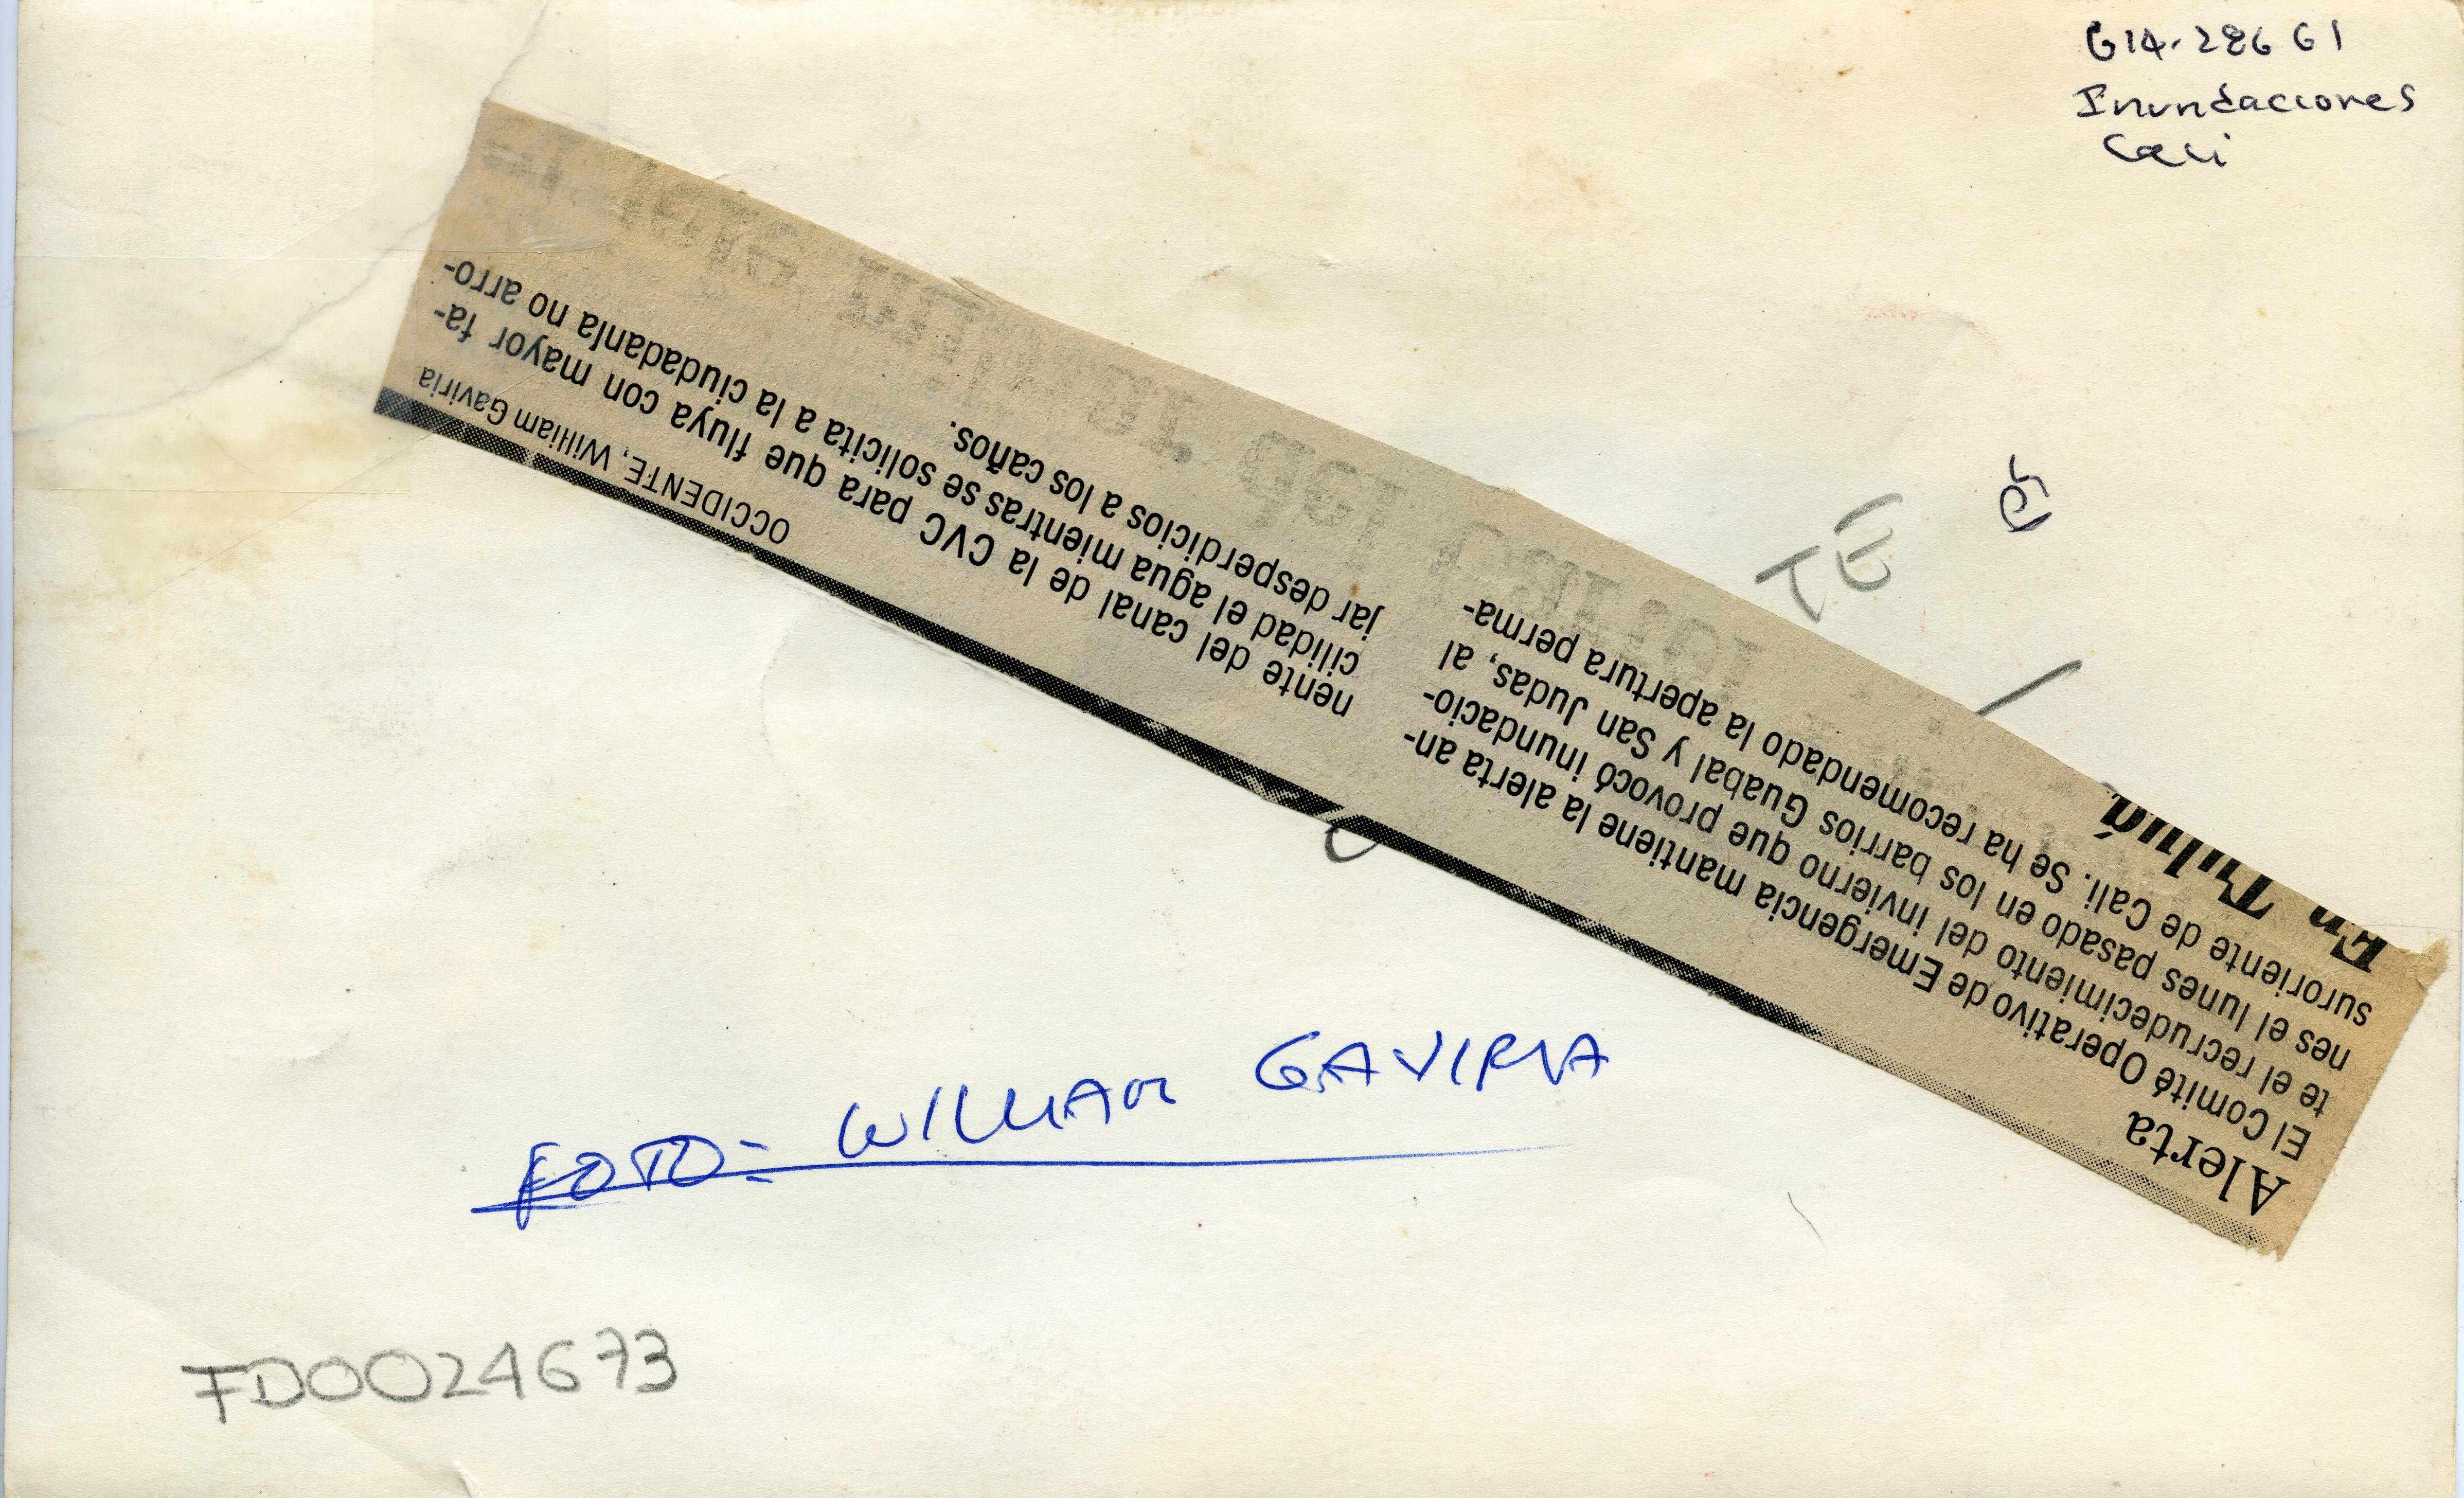 614.286 G1
Inundaciones
Cali
OCCIDENTE, William Gaviria
Alerta
El Comité Operativo de Emergencia mantiene la alerta an-
te el recrudecimiento del invierno que provocó inundacio-
nes el lunes pasado en los barrios Guabal y San Judas, al
suroriente de Cali. Se ha recomendado la apertura perma-
nente del canal de la CVC para que fluya con mayor fa-
cilidad el agua mientras se solicita a la ciudadanía no arro-
jar desperdicios a los caños.
En Tuluá
FOTO= WILLIAM GAVIRIA
FD0024673